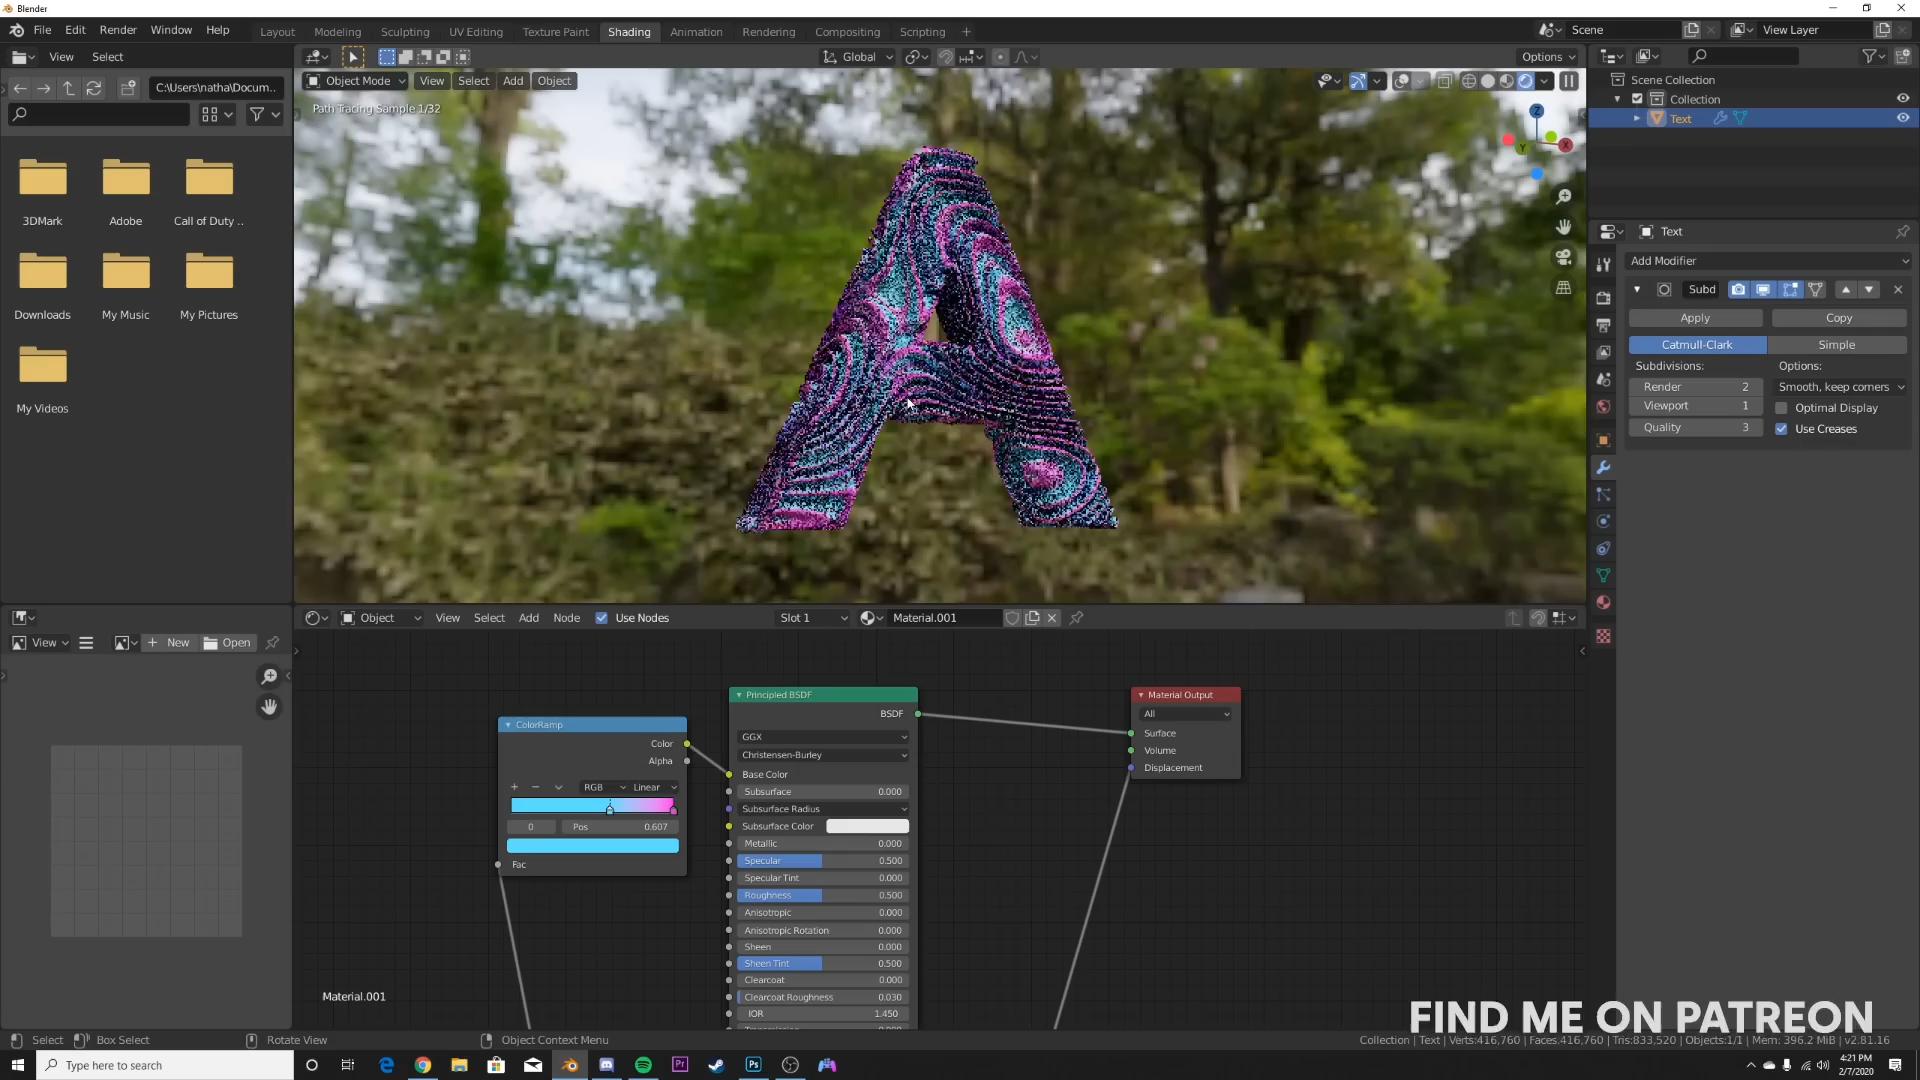 Blender
File Edit Render Window Help Layout Modeling Sculpting UV Editing Texture Paint Shading Animation Rendering Compositing Scripting + Scene View Layer
View Select Global Options
C:\Users\natha\Docum.. Object Mode View Select Add Object
Path Tracing Sample 1/32
Scene Collection
Collection
Text
Z
Y
X
3DMark Adobe Call of Duty ..
Downloads My Music My Pictures
My Videos
Text
Add Modifier
Subd
Apply Copy
Catmull-Clark Simple
Subdivisions: Options:
Render 2 Smooth, keep corners
Viewport 1 Optimal Display
Quality 3 Use Creases
A
Object View Select Add Node Use Nodes Slot 1 Material.001
View New Open
ColorRamp
Color
Alpha
+ − RGB Linear
0 Pos 0.607
Fac
Principled BSDF
BSDF
GGX
Christensen-Burley
Base Color
Subsurface 0.000
Subsurface Radius
Subsurface Color
Metallic 0.000
Specular 0.500
Specular Tint 0.000
Roughness 0.500
Anisotropic 0.000
Anisotropic Rotation 0.000
Sheen 0.000
Sheen Tint 0.500
Clearcoat 0.000
Clearcoat Roughness 0.030
IOR 1.450
Material Output
All
Surface
Volume
Displacement
Material.001
FIND ME ON PATREON
Select Box Select Rotate View Object Context Menu Collection | Text | Verts:416,760 | Faces:416,760 | Tris:833,520 | Objects:1/1 | Mem: 396.2 MiB | v2.81.16
Type here to search
4:21 PM
2/7/2020